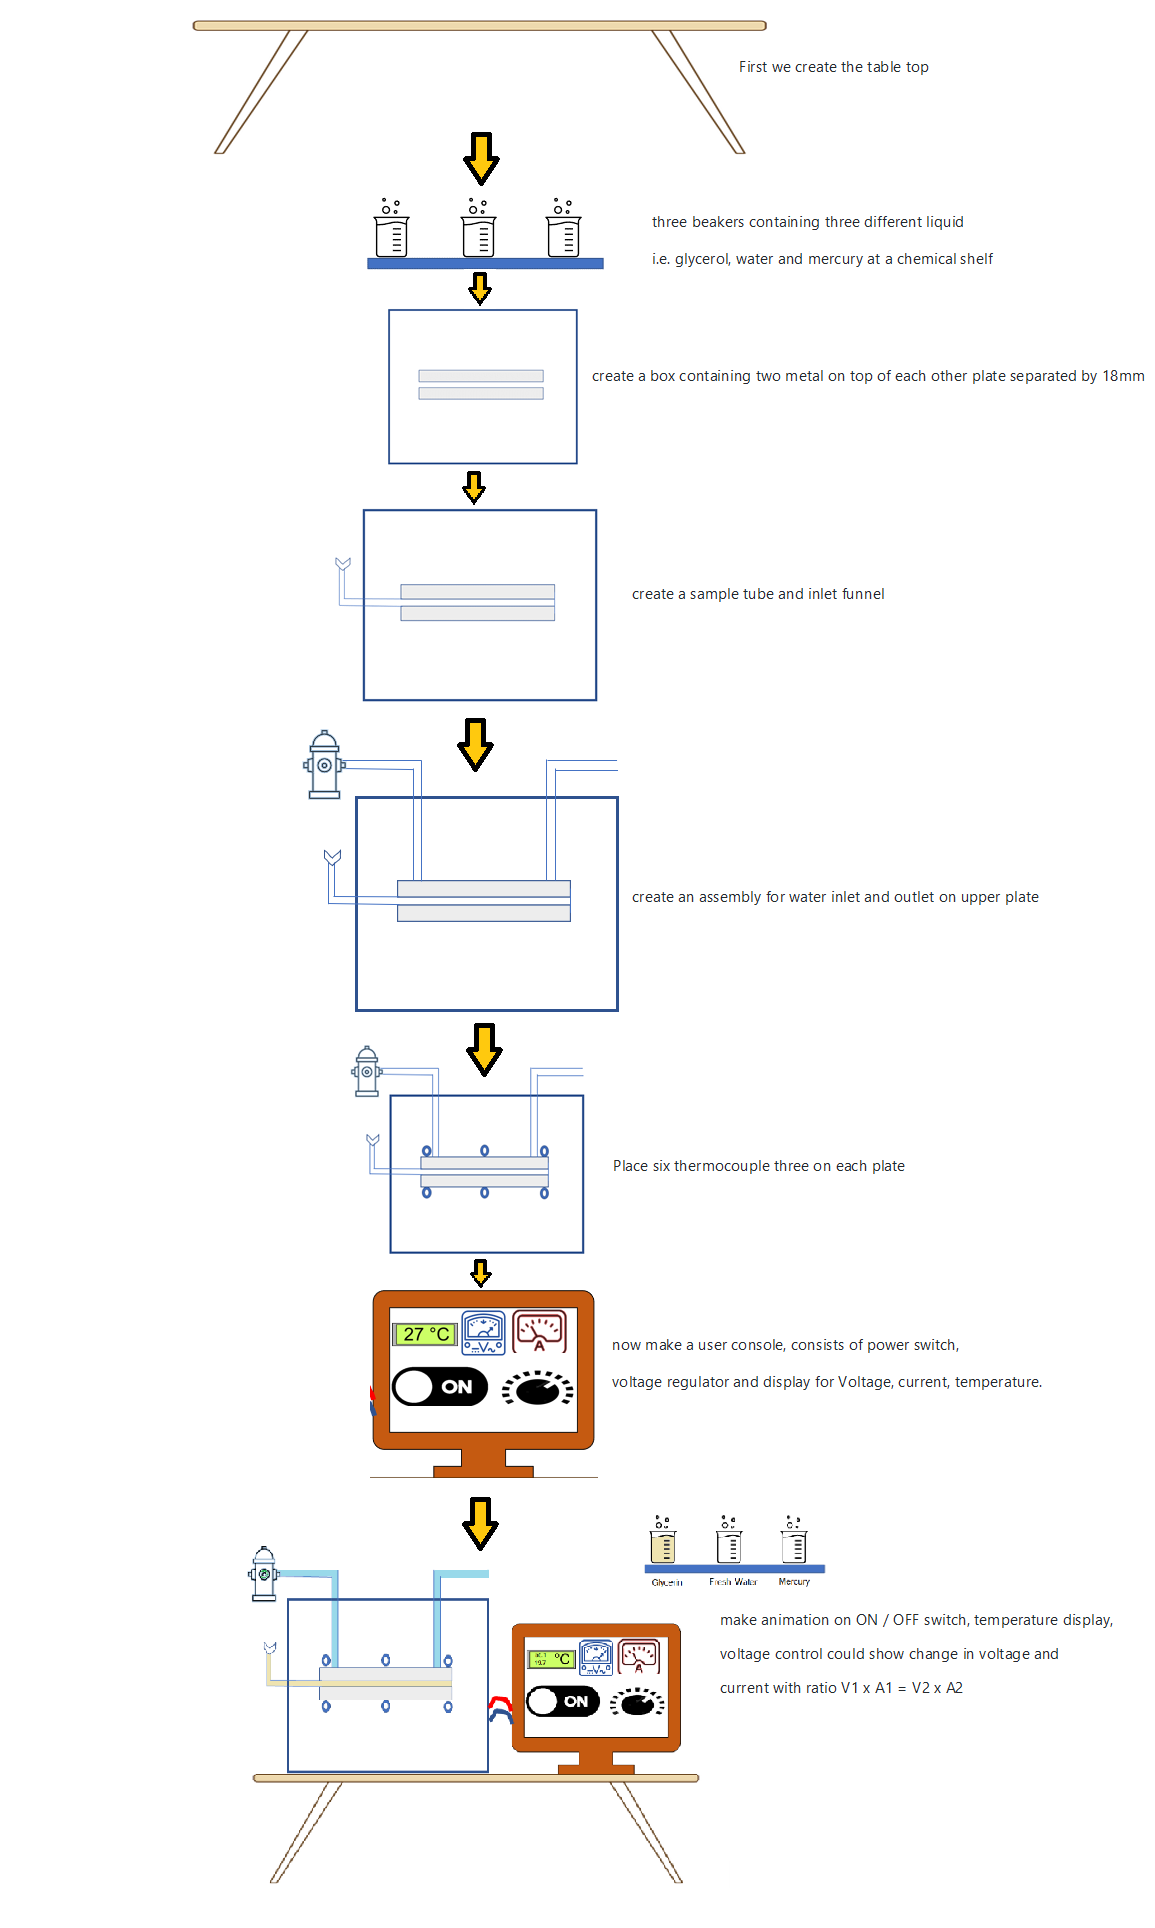 First we create the table top
three beakers containing three different liquid
i.e. glycerol, water and mercury at a chemical shelf
create a box containing two metal on top of each other plate separated by 18mm
create a sample tube and inlet funnel
create an assembly for water inlet and outlet on upper plate
Place six thermocouple three on each plate
27 °C
V
A
ON
now make a user console, consists of power switch,
voltage regulator and display for Voltage, current, temperature.
Glycerin Fresh Water Mercury
make animation on ON / OFF switch, temperature display,
voltage control could show change in voltage and
current with ratio V1 x A1 = V2 x A2
°C
V
A
ON